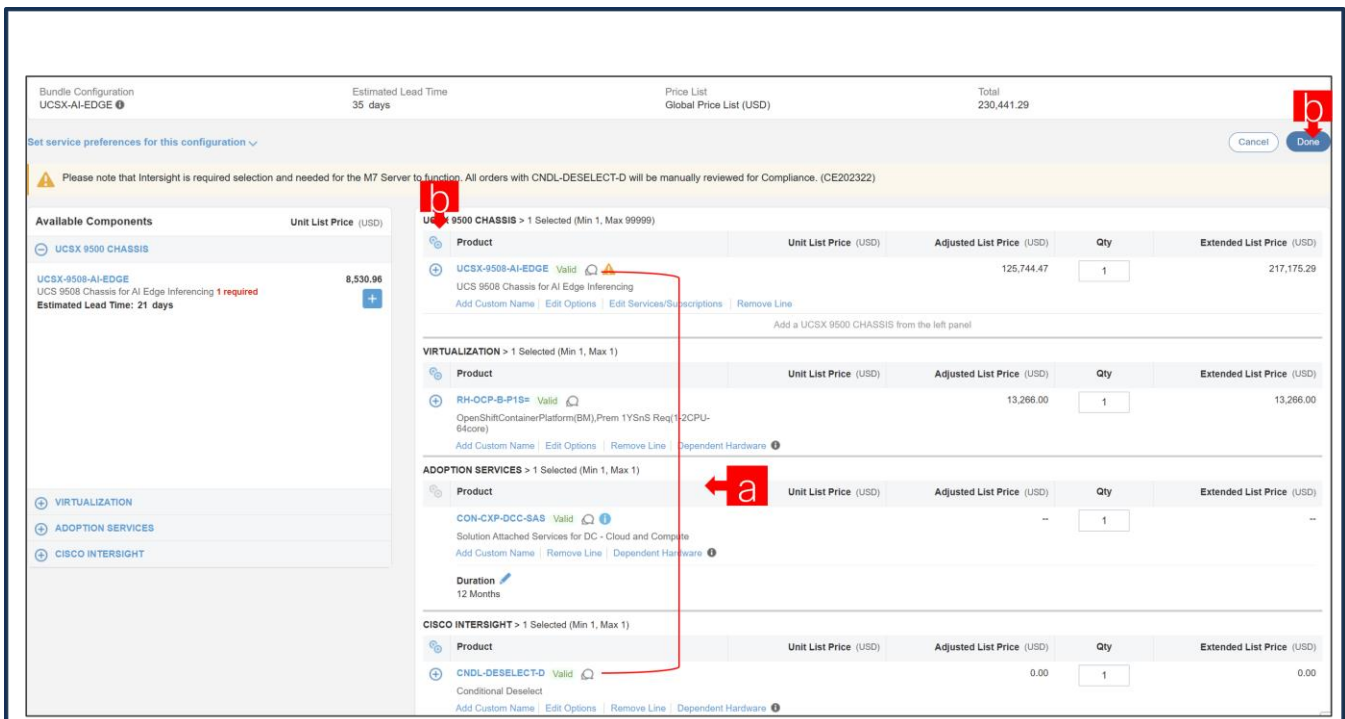 Bundle Configuration
UCSX-AI-EDGE
Estimated Lead Time
35 days
Price List
Global Price List (USD)
Total
230,441.29
b
Set service preferences for this configuration
Cancel
Done
Please note that Intersight is required selection and needed for the M7 Server to function. All orders with CNDL-DESELECT-D will be manually reviewed for Compliance. (CE202322)
b
Available Components Unit List Price (USD)
UCSX 9500 CHASSIS
UCSX-9508-AI-EDGE 8,530.96
UCS 9508 Chassis for AI Edge Inferencing 1 required
Estimated Lead Time: 21 days
VIRTUALIZATION
ADOPTION SERVICES
CISCO INTERSIGHT
UCSX 9500 CHASSIS > 1 Selected (Min 1, Max 99999)
Product Unit List Price (USD) Adjusted List Price (USD) Qty Extended List Price (USD)
UCSX-9508-AI-EDGE Valid 125,744.47 1 217,175.29
UCS 9508 Chassis for AI Edge Inferencing
Add Custom Name | Edit Options | Edit Services/Subscriptions | Remove Line
Add a UCSX 9500 CHASSIS from the left panel
VIRTUALIZATION > 1 Selected (Min 1, Max 1)
Product Unit List Price (USD) Adjusted List Price (USD) Qty Extended List Price (USD)
RH-OCP-B-P1S= Valid 13,266.00 1 13,266.00
OpenShiftContainerPlatform(BM),Prem 1YSnS Req(1-2CPU-
64core)
Add Custom Name | Edit Options | Remove Line | Dependent Hardware
ADOPTION SERVICES > 1 Selected (Min 1, Max 1)
a
Product Unit List Price (USD) Adjusted List Price (USD) Qty Extended List Price (USD)
CON-CXP-DCC-SAS Valid -- 1 --
Solution Attached Services for DC - Cloud and Compute
Add Custom Name | Remove Line | Dependent Hardware
Duration
12 Months
CISCO INTERSIGHT > 1 Selected (Min 1, Max 1)
Product Unit List Price (USD) Adjusted List Price (USD) Qty Extended List Price (USD)
CNDL-DESELECT-D Valid 0.00 1 0.00
Conditional Deselect
Add Custom Name | Edit Options | Remove Line | Dependent Hardware